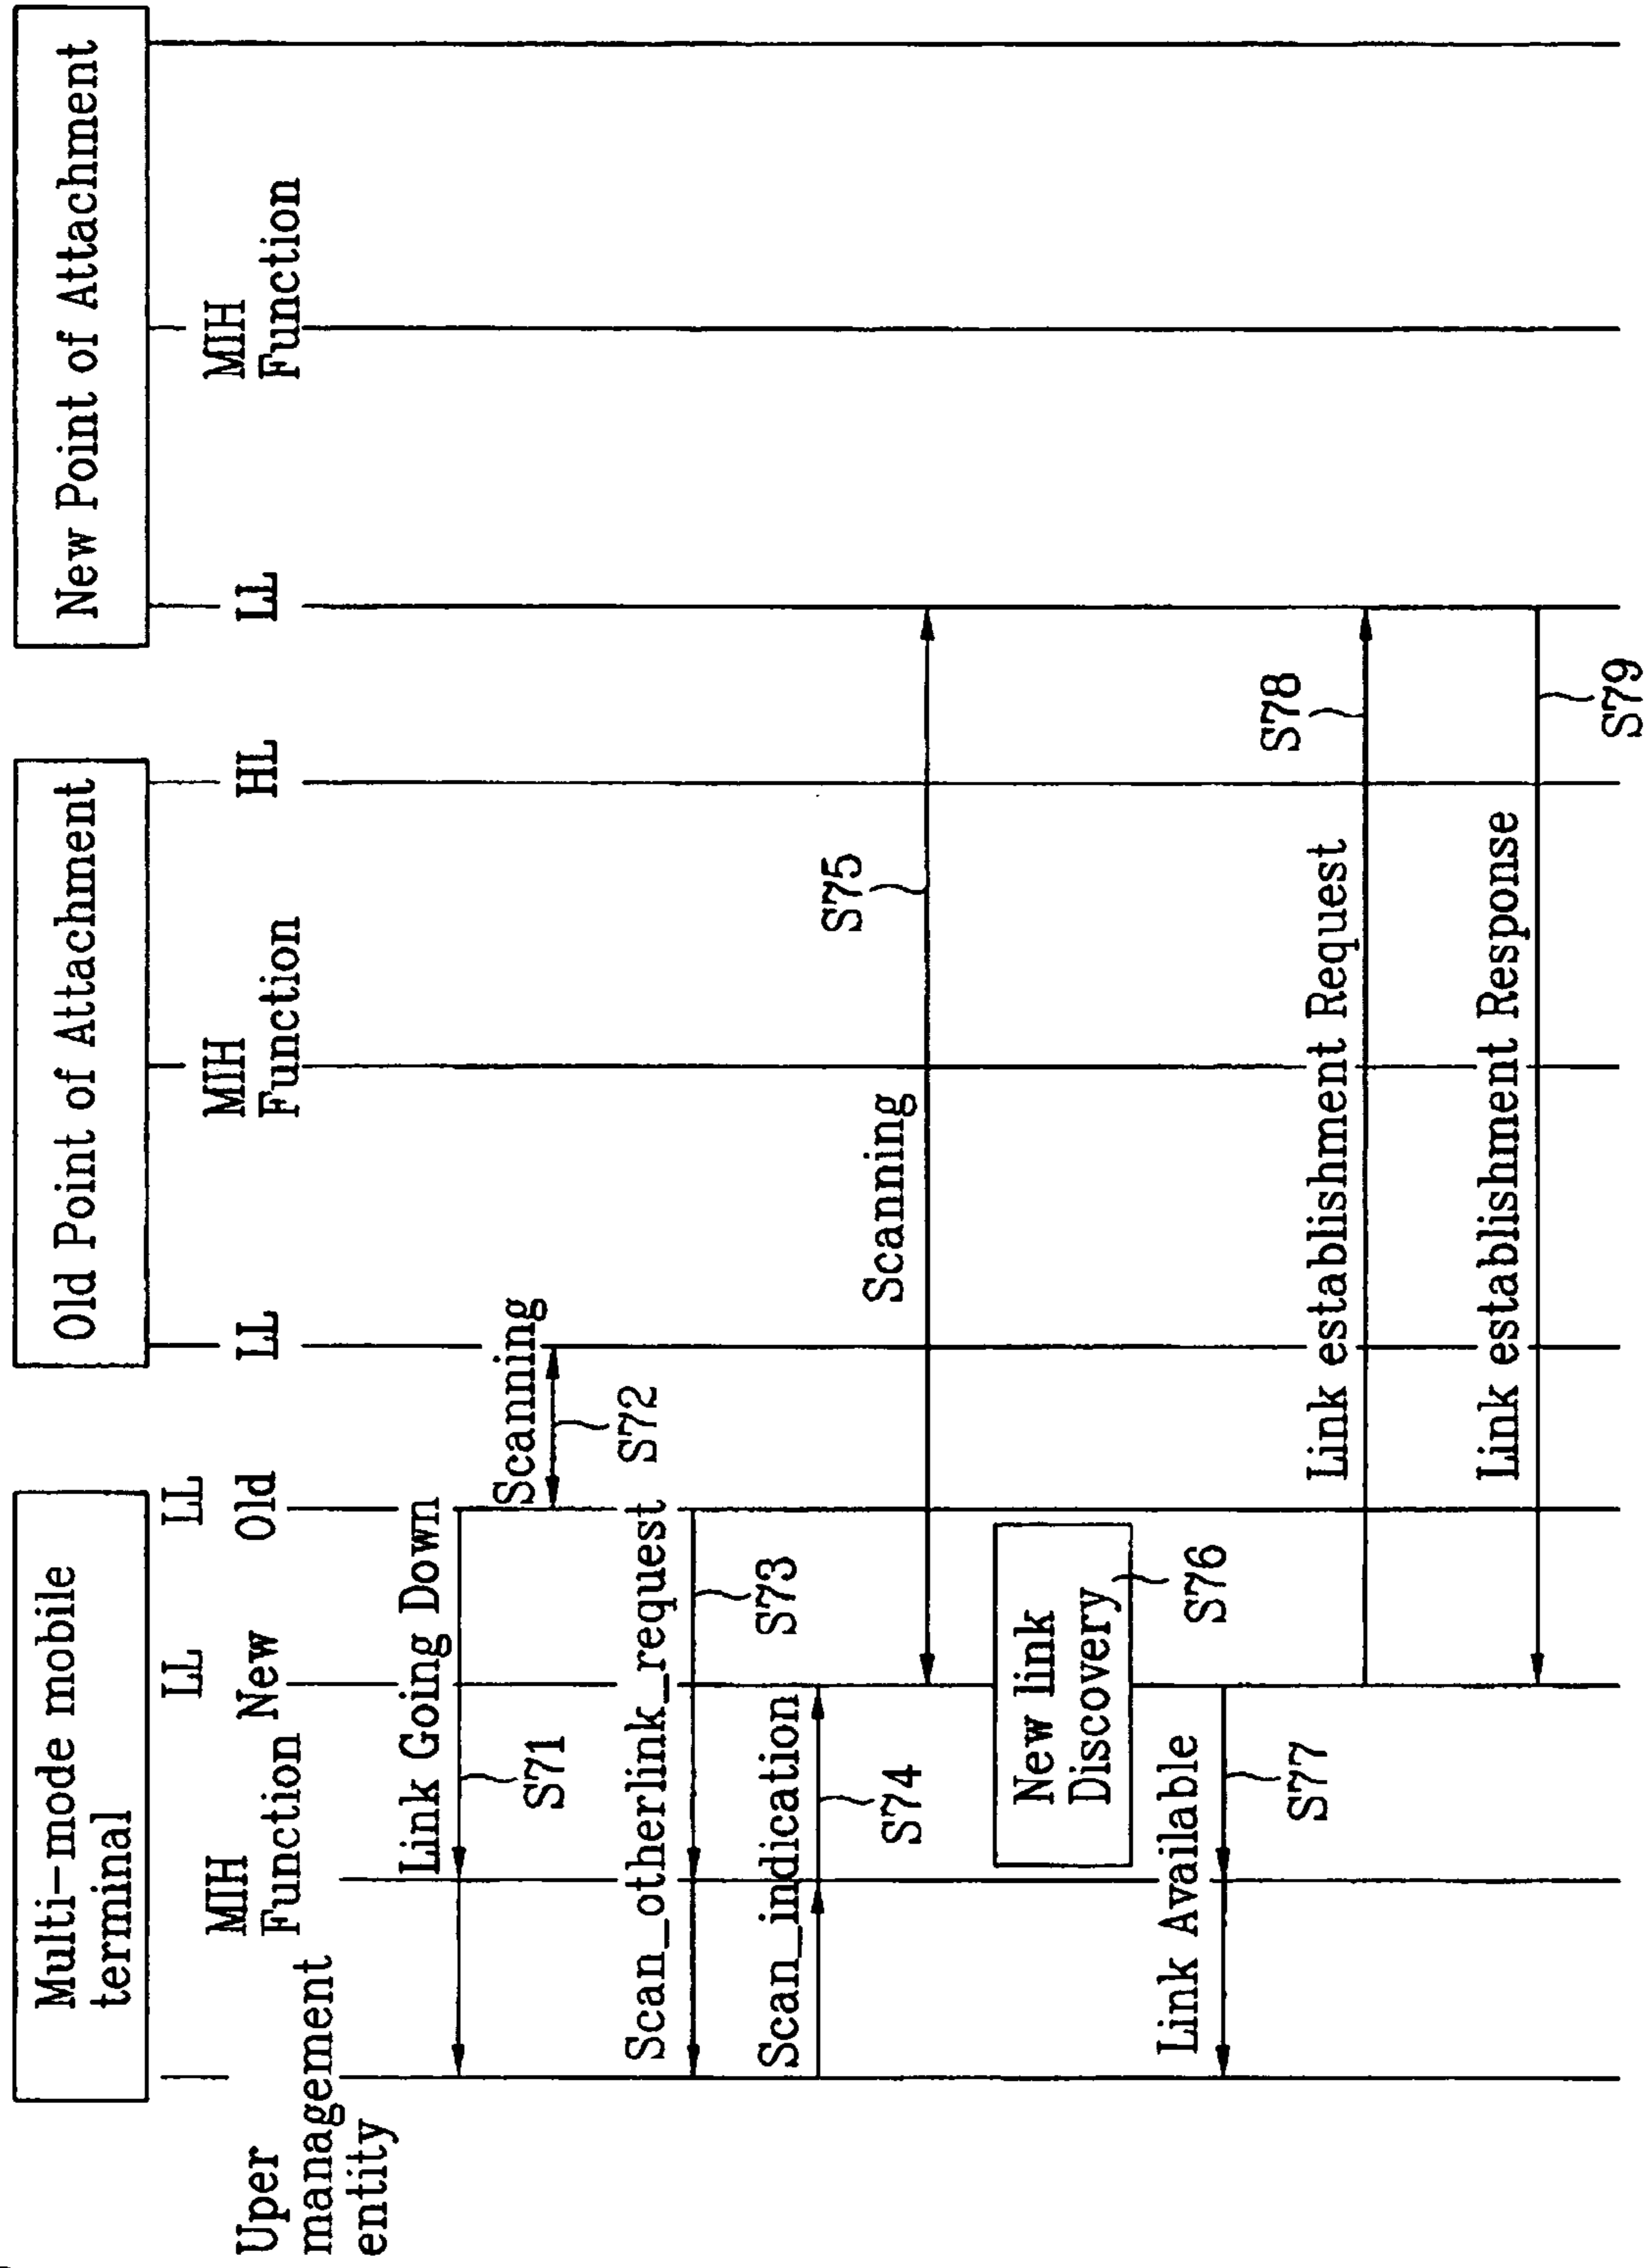 Multi-mode mobile
terminal
Old Point of Attachment
New Point of Attachment
Uper
management
entity
MIH
Function
LL
New
LL
Old
LL
MIH
Function
HL
LL
MIH
Function
Link Going Down
S71
Scanning
S72
Scan_otherlink_request
S73
Scan_indication
S74
Scanning
S75
New link
Discovery
S76
Link Available
S77
Link establishment Request
S78
Link establishment Response
S79